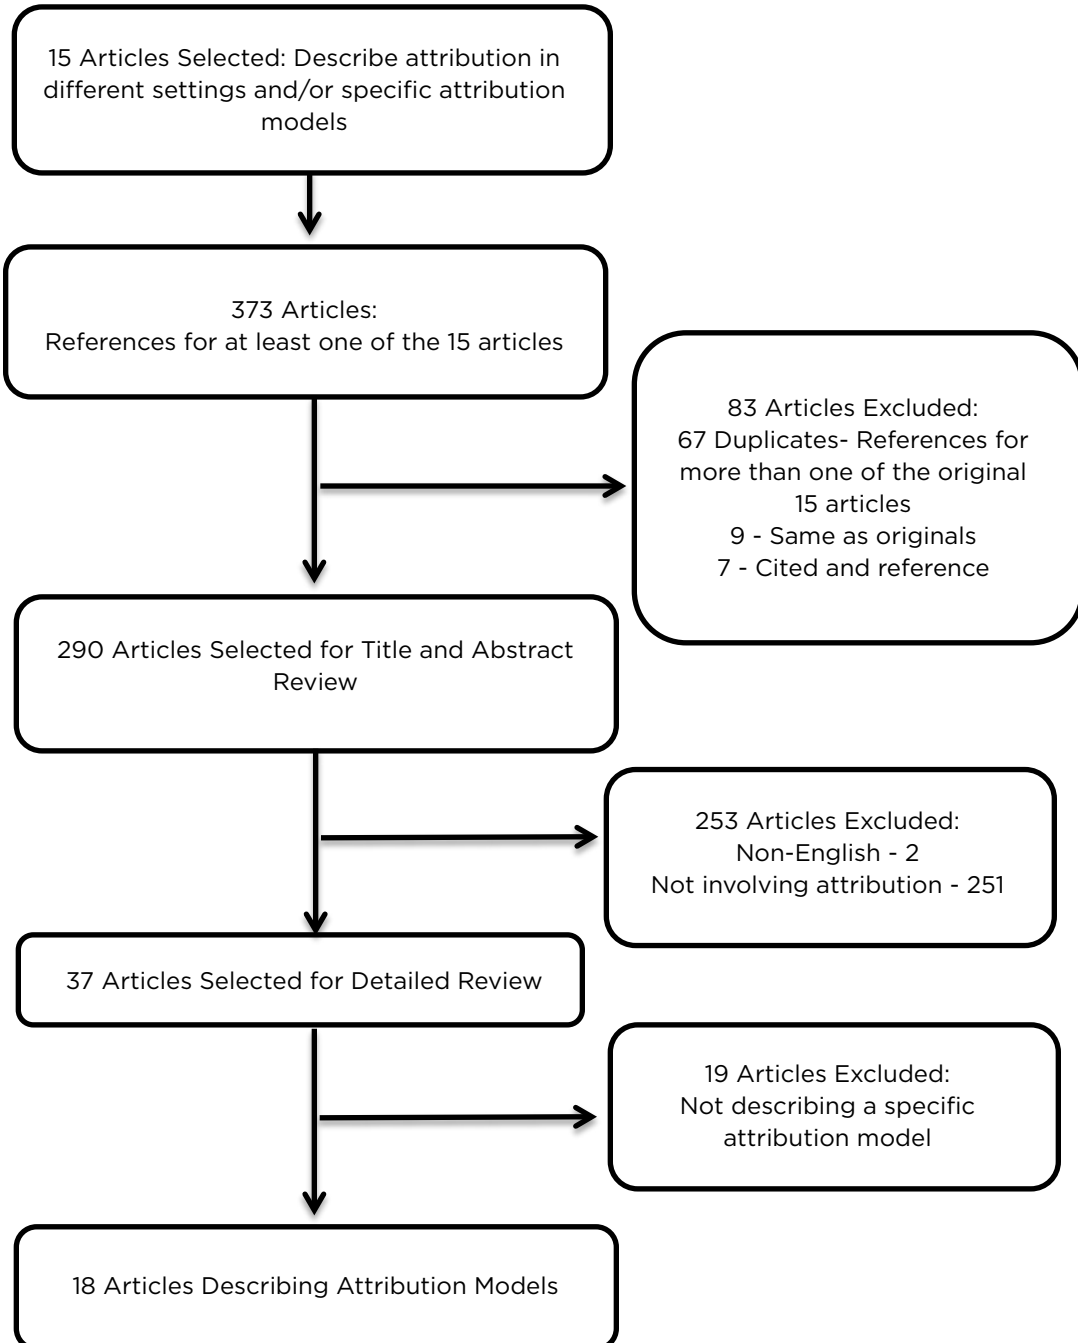 15 Articles Selected: Describe attribution in
different settings and/or specific attribution
models
373 Articles:
References for at least one of the 15 articles
83 Articles Excluded:
67 Duplicates- References for
more than one of the original
15 articles
9 - Same as originals
7 - Cited and reference
290 Articles Selected for Title and Abstract
Review
253 Articles Excluded:
Non-English - 2
Not involving attribution - 251
37 Articles Selected for Detailed Review
19 Articles Excluded:
Not describing a specific
attribution model
18 Articles Describing Attribution Models